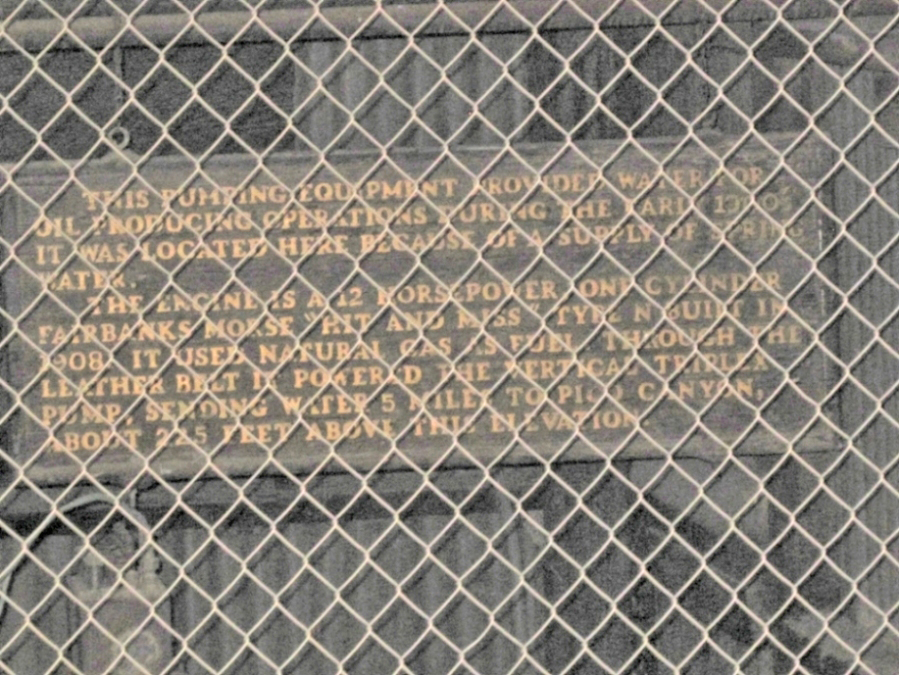 THIS PUMPING EQUIPMENT PROVIDED WATER FOR
OIL PRODUCING OPERATIONS DURING THE EARLY 1900'S
IT WAS LOCATED HERE BECAUSE OF A SUPPLY OF SPRING
WATER.
THE ENGINE IS A 12 HORSEPOWER, ONE CYLINDER
FAIRBANKS MORSE "HIT AND MISS" TYPE N BUILT IN
1908. IT USED NATURAL GAS AS FUEL. THROUGH THE
LEATHER BELT IT POWERED THE VERTICAL TRIPLEX
PUMP, SENDING WATER 5 MILES TO PICO CANYON,
ABOUT 225 FEET ABOVE THIS ELEVATION.